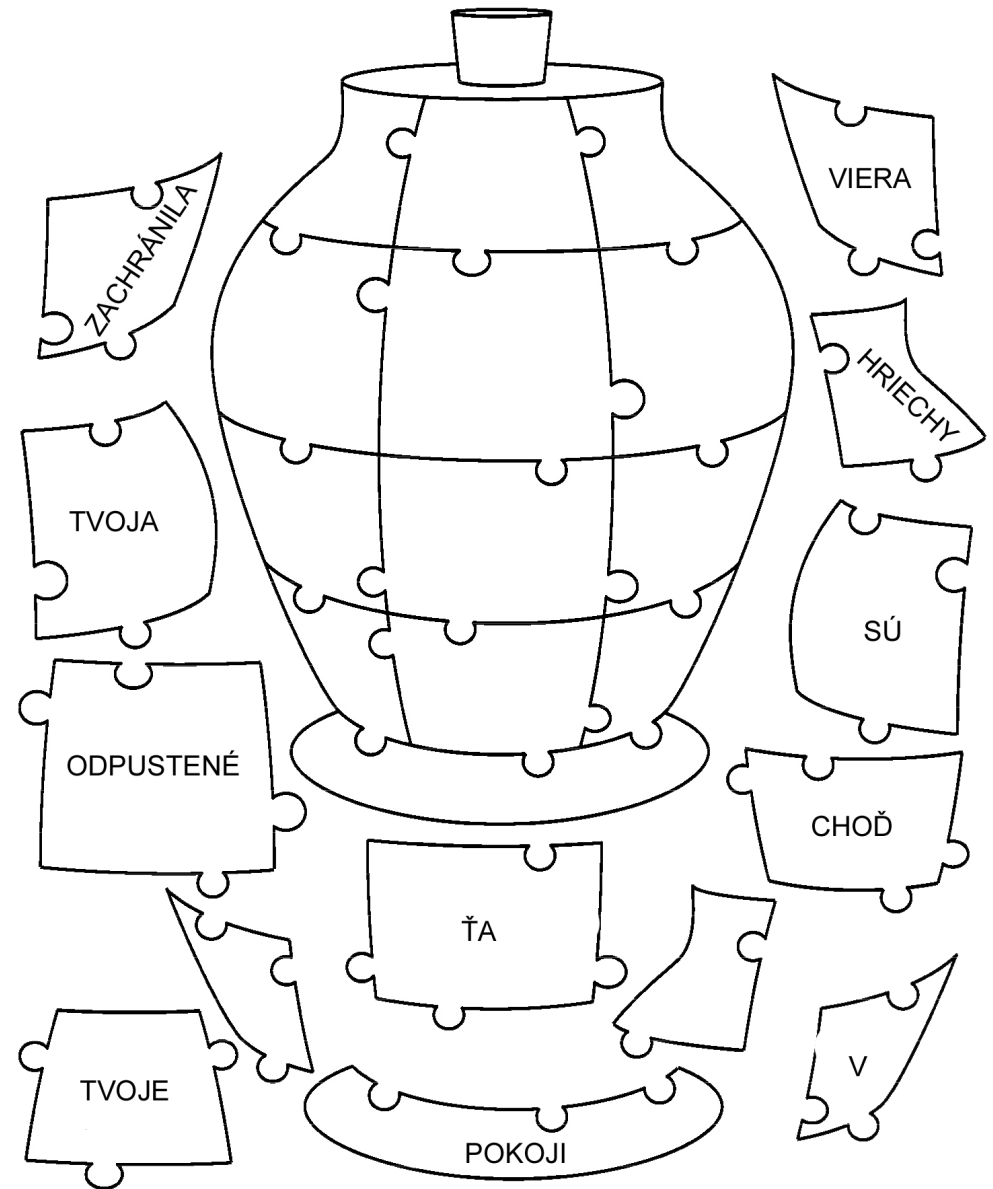 VIERA
ZACHRÁNILA
HRIECHY
TVOJA
SÚ
ODPUSTENÉ
CHOĎ
ŤA
V
TVOJE
POKOJI